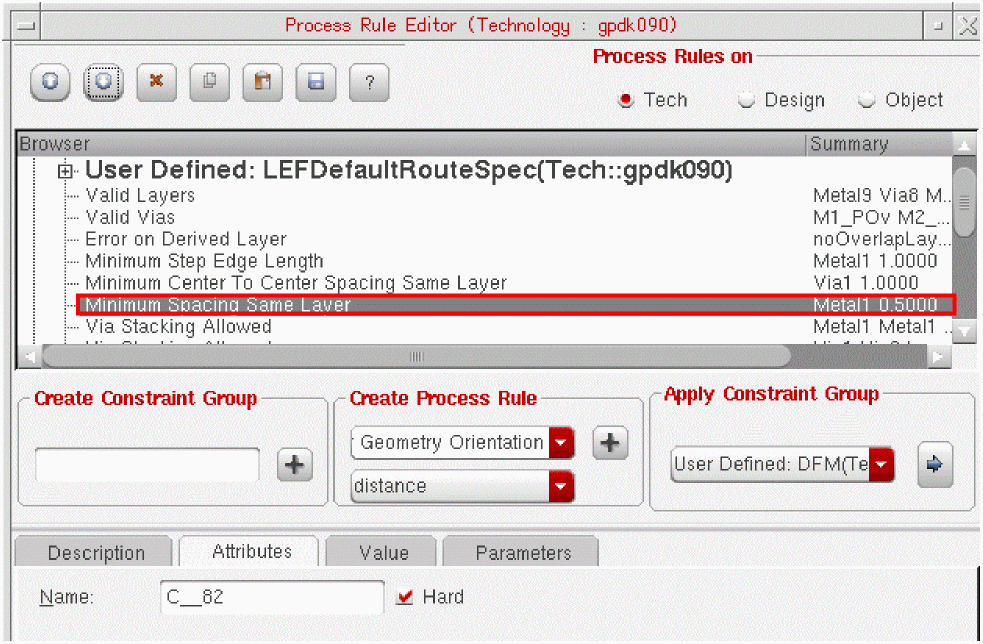 Process Rule Editor (Technology : gpdk090)
Process Rules on
?
Tech Design Object
Browser Summary
User Defined: LEFDefaultRouteSpec(Tech::gpdk090)
Valid Layers Metal9 Via8 M..
Valid Vias M1_POv M2_...
Error on Derived Layer noOverlapLay...
Minimum Step Edge Length Metal1 1.0000
Minimum Center To Center Spacing Same Layer Via1 1.0000
Minimum Spacing Same Layer Metal1 0.5000
Via Stacking Allowed Metal1 Metal1 ..
Create Constraint Group Create Process Rule Apply Constraint Group
Geometry Orientation
User Defined: DFM(Te
distance
Description Attributes Value Parameters
Name: C__82 Hard